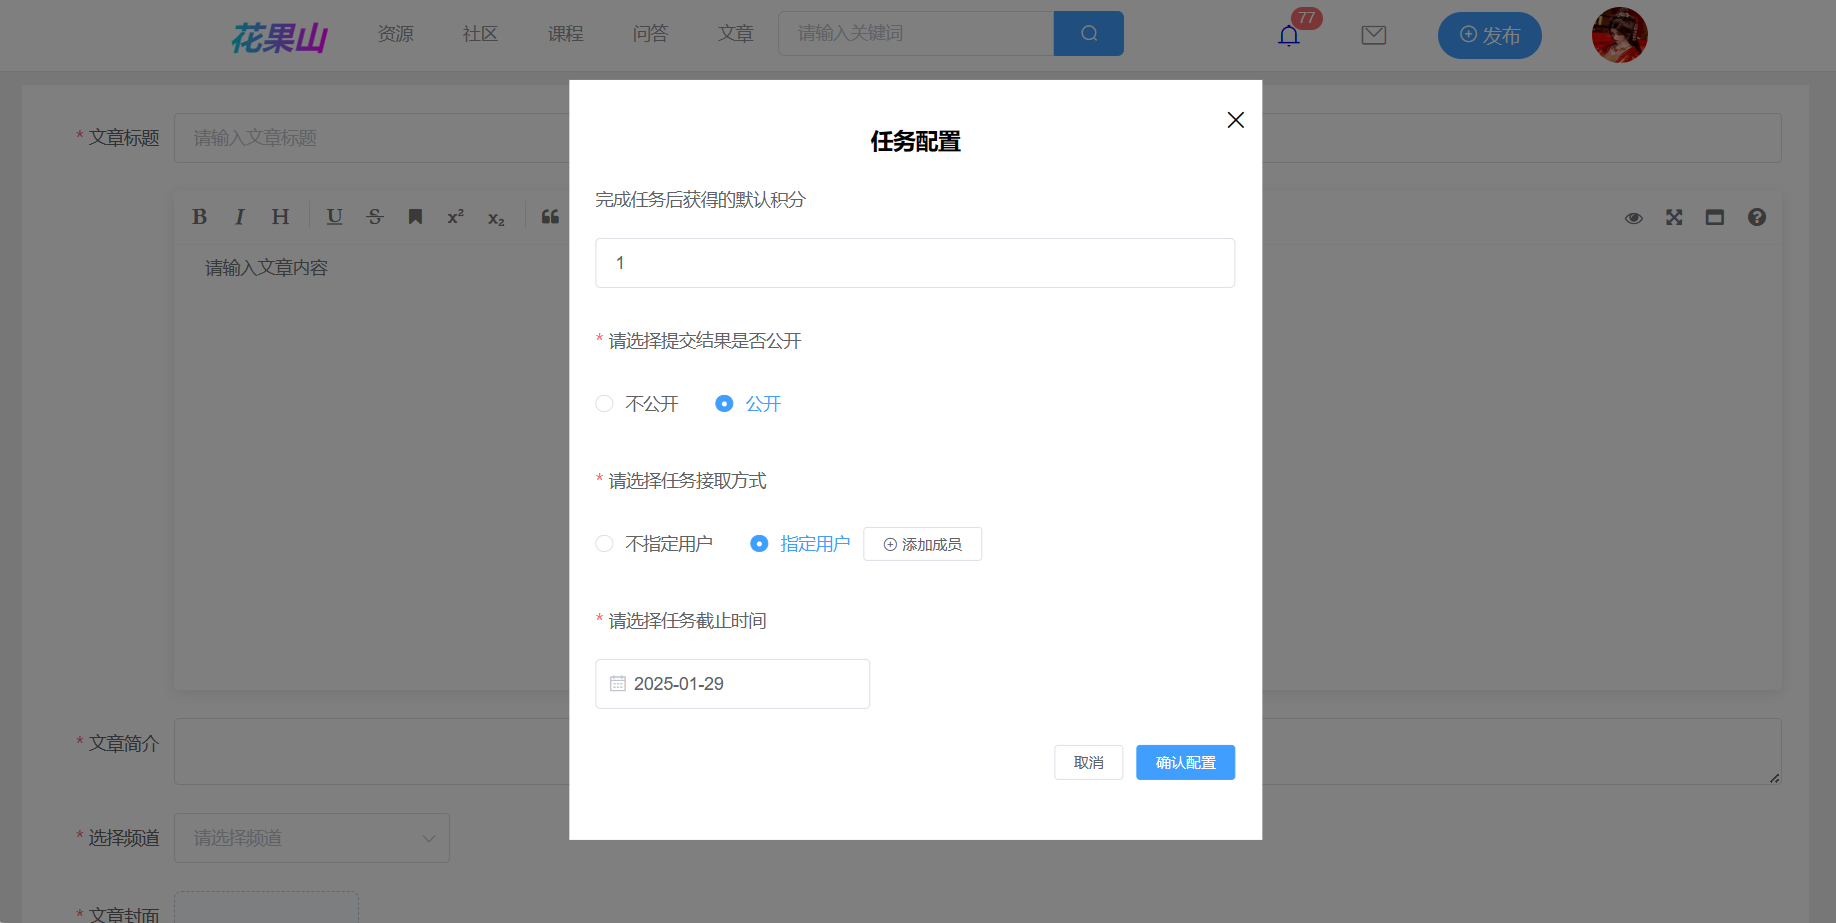 花果山 资源 社区 课程 问答 文章 请输入关键词 77 发布
任务配置
* 文章标题 请输入文章标题
完成任务后获得的默认积分
B I H U S x² x₂
请输入文章内容
1
* 请选择提交结果是否公开
不公开 公开
* 请选择任务接取方式
不指定用户 指定用户 添加成员
* 请选择任务截止时间
2025-01-29
* 文章简介
取消 确认配置
* 选择频道 请选择频道
* 文章封面